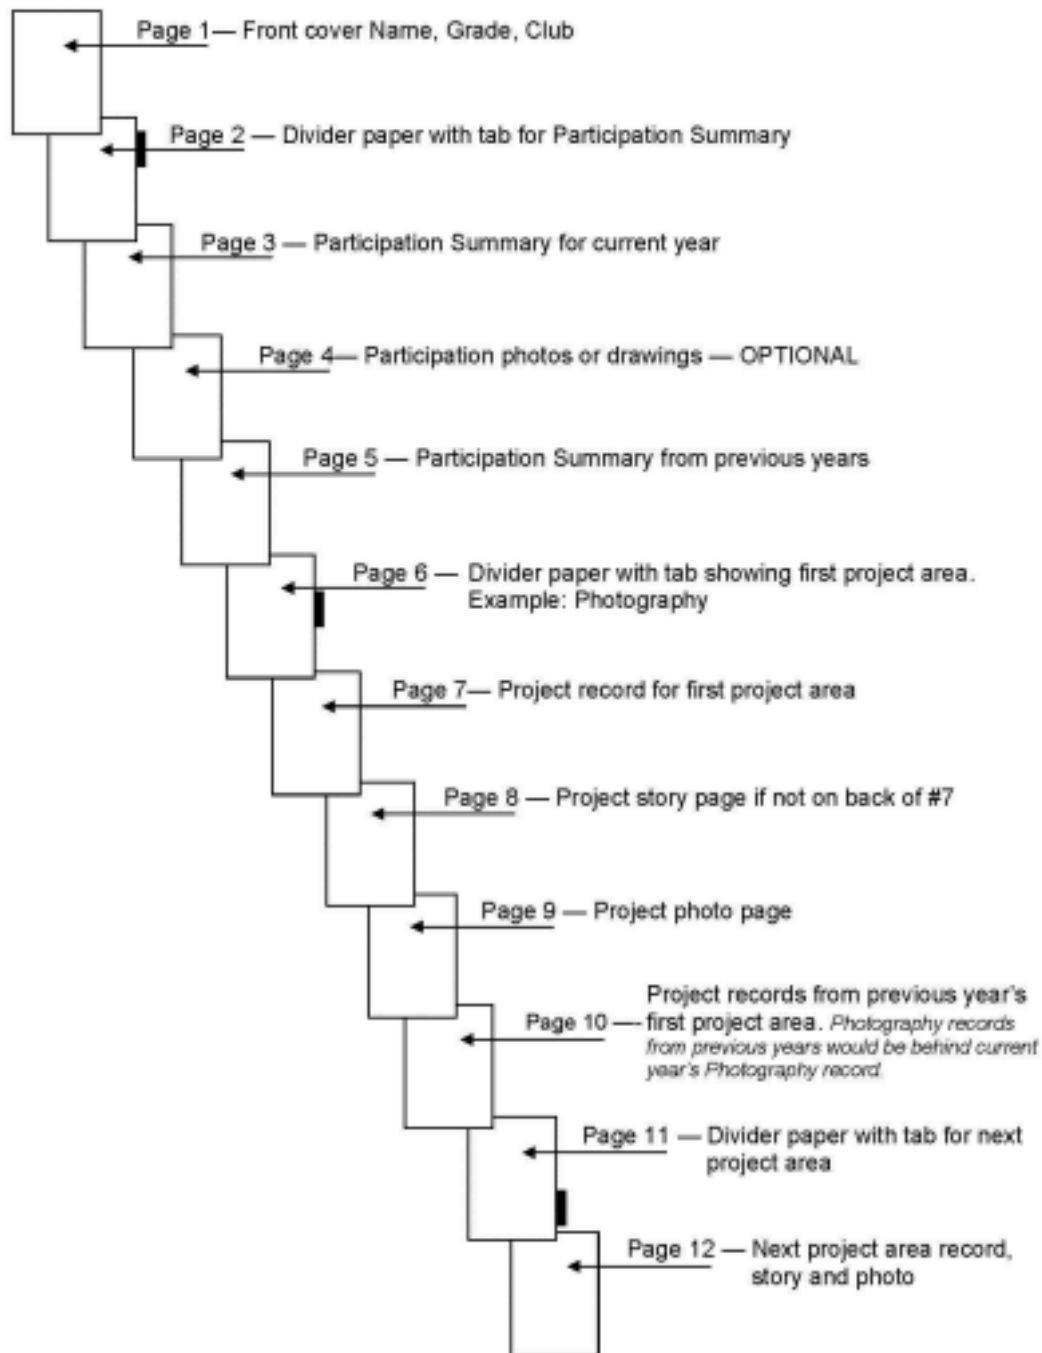 Page 1— Front cover Name, Grade, Club
Page 2 — Divider paper with tab for Participation Summary
Page 3 — Participation Summary for current year
Page 4— Participation photos or drawings — OPTIONAL
Page 5 — Participation Summary from previous years
Page 6 — Divider paper with tab showing first project area.
Example: Photography
Page 7— Project record for first project area
Page 8 — Project story page if not on back of #7
Page 9 — Project photo page
Project records from previous year's
Page 10 — first project area. Photography records
from previous years would be behind current
year's Photography record.
Page 11 — Divider paper with tab for next
project area
Page 12 — Next project area record,
story and photo